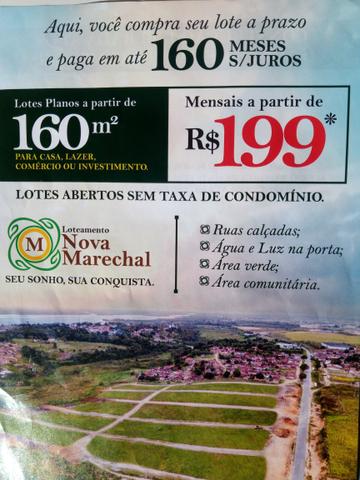 Aqui, você compra seu lote a prazo
e paga em até 160 MESES S/JUROS
Lotes Planos a partir de
160 m²
PARA CASA, LAZER,
COMÉRCIO OU INVESTIMENTO.
Mensais a partir de
R$199*
LOTES ABERTOS SEM TAXA DE CONDOMÍNIO.
M
Loteamento
Nova
Marechal
SEU SONHO, SUA CONQUISTA.
Ruas calçadas;
Água e Luz na porta;
Área verde;
Área comunitária.